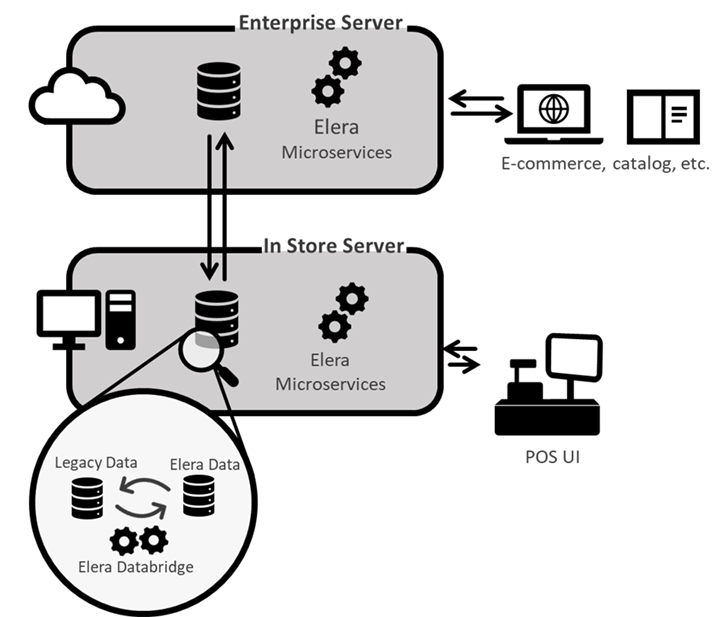 Enterprise Server
Elera
Microservices
E-commerce, catalog, etc.
In Store Server
Elera
Microservices
POS UI
Legacy Data
Elera Data
Elera Databridge